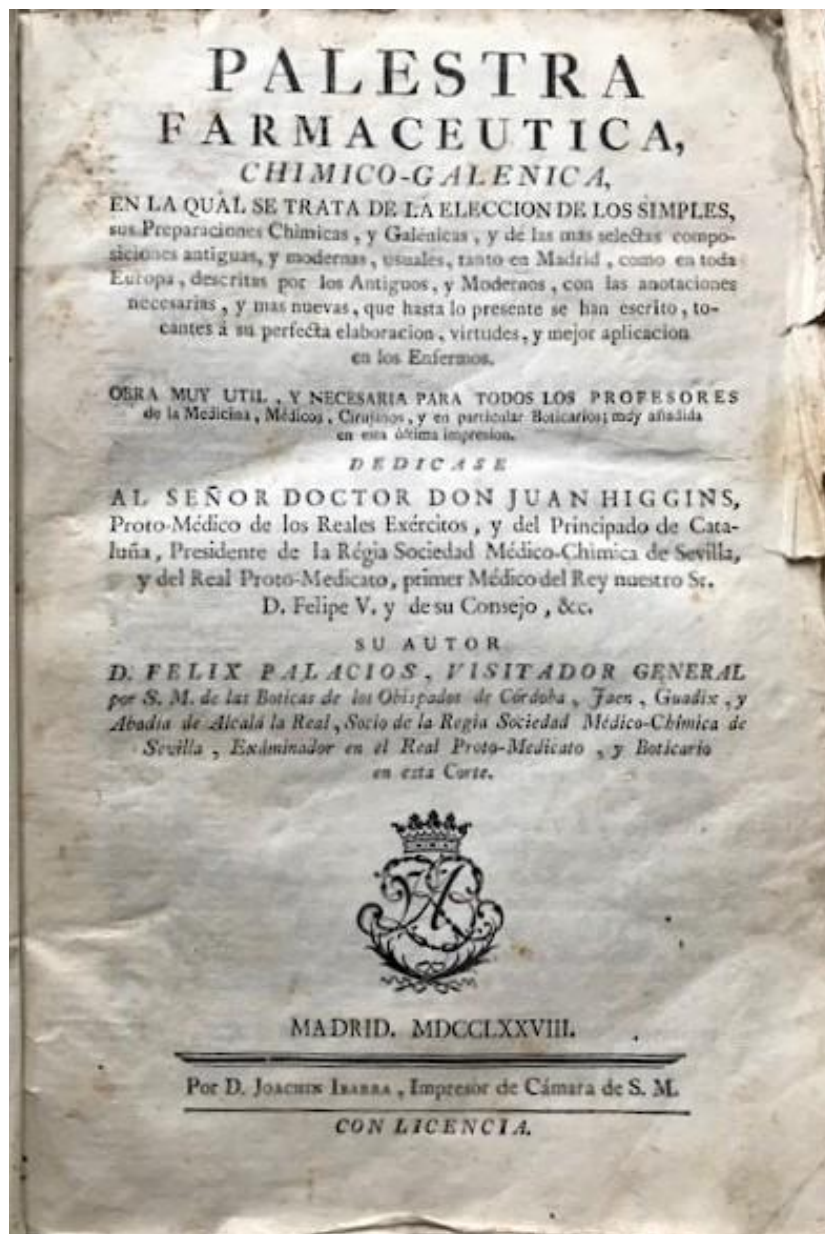 PALESTRA
FARMACEUTICA,
CHIMICO-GALENICA,
EN LA QUAL SE TRATA DE LA ELECCION DE LOS SIMPLES,
sus Preparaciones Chimicas, y Galénicas, y de las mas selectas compo-
siciones antiguas, y modernas, usuales, tanto en Madrid, como en toda
Europa, descritas por los Antiguos, y Modernos, con las anotaciones
necesarias, y mas nuevas, que hasta lo presente se han escrito, to-
cantes á su perfecta elaboracion, virtudes, y mejor aplicacion
en los Enfermos.
OBRA MUY UTIL, Y NECESARIA PARA TODOS LOS PROFESORES
de la Medicina, Médicos, Cirujanos, y en particular Boticarios; muy añadida
en esta última impresion.
DEDICASE
AL SEÑOR DOCTOR DON JUAN HIGGINS,
Proto-Médico de los Reales Exércitos, y del Principado de Cata-
luña, Presidente de la Régia Sociedad Médico-Chîmica de Sevilla,
y del Real Proto-Medicato, primer Médico del Rey nuestro Sr.
D. Felipe V. y de su Consejo, &c.
SU AUTOR
D. FELIX PALACIOS, VISITADOR GENERAL
por S. M. de las Boticas de los Obispados de Córdoba, Jaen, Guadix, y
Abadía de Alcalá la Real, Socio de la Regia Sociedad Médico-Chîmica de
Sevilla, Exâminador en el Real Proto-Medicato, y Boticario
en esta Corte.
MADRID. MDCCLXXVIII.
Por D. JOACHIN IBARRA, Impresor de Cámara de S. M.
CON LICENCIA.